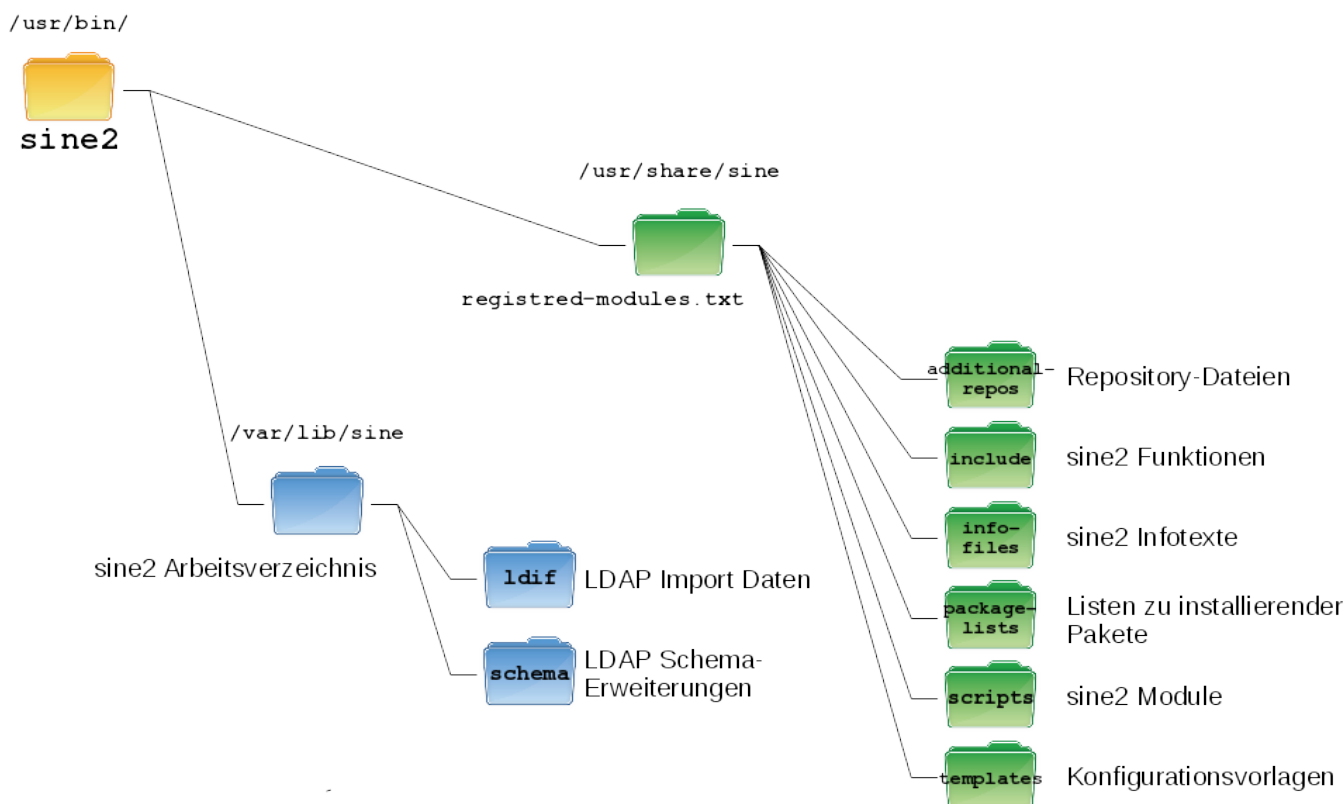 /usr/bin/
sine2
/usr/share/sine
registred-modules.txt
additional-
repos
Repository-Dateien
include
sine2 Funktionen
info-
files
sine2 Infotexte
package-
lists
Listen zu installierender
Pakete
scripts
sine2 Module
templates
Konfigurationsvorlagen
/var/lib/sine
sine2 Arbeitsverzeichnis
ldif
LDAP Import Daten
schema
LDAP Schema-
Erweiterungen